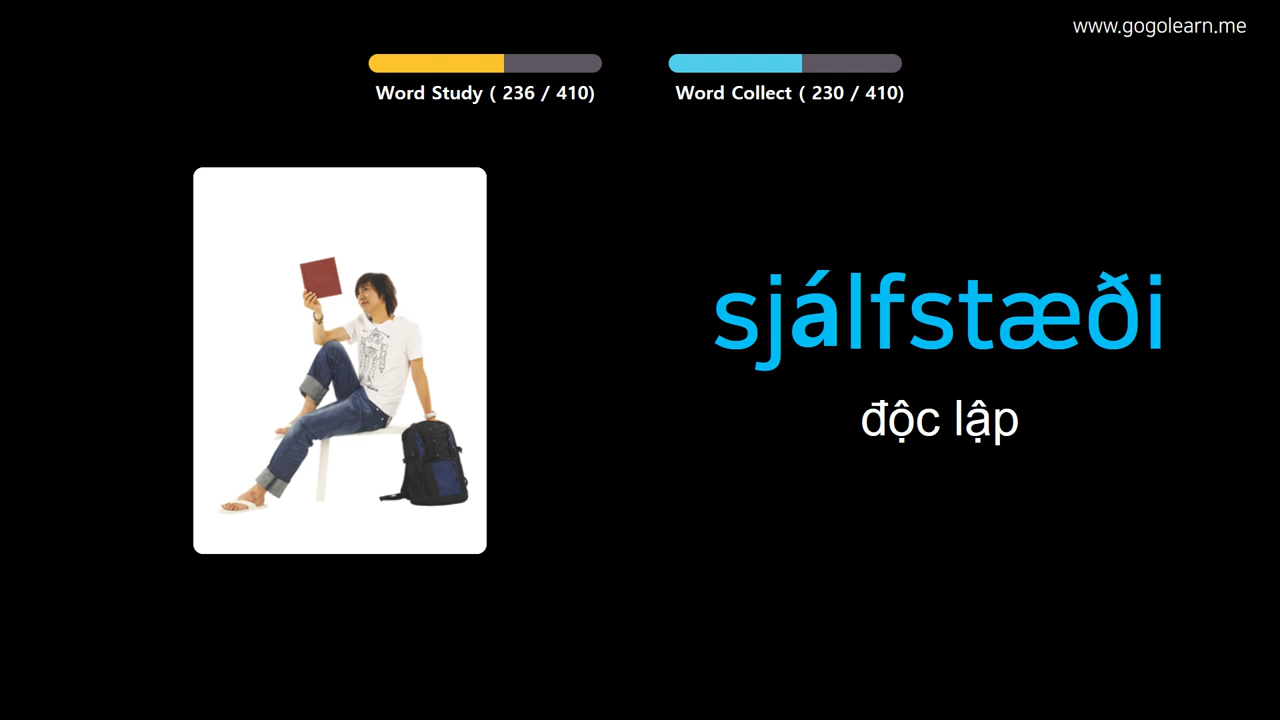 www.gogolearn.me
Word Study ( 236 / 410)
Word Collect ( 230 / 410)
sjálfstæði
độc lập